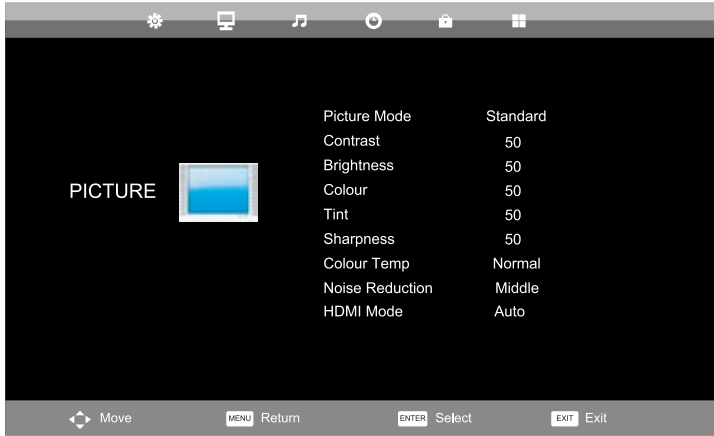 PICTURE
Picture Mode Standard
Contrast 50
Brightness 50
Colour 50
Tint 50
Sharpness 50
Colour Temp Normal
Noise Reduction Middle
HDMI Mode Auto
Move MENU Return ENTER Select EXIT Exit